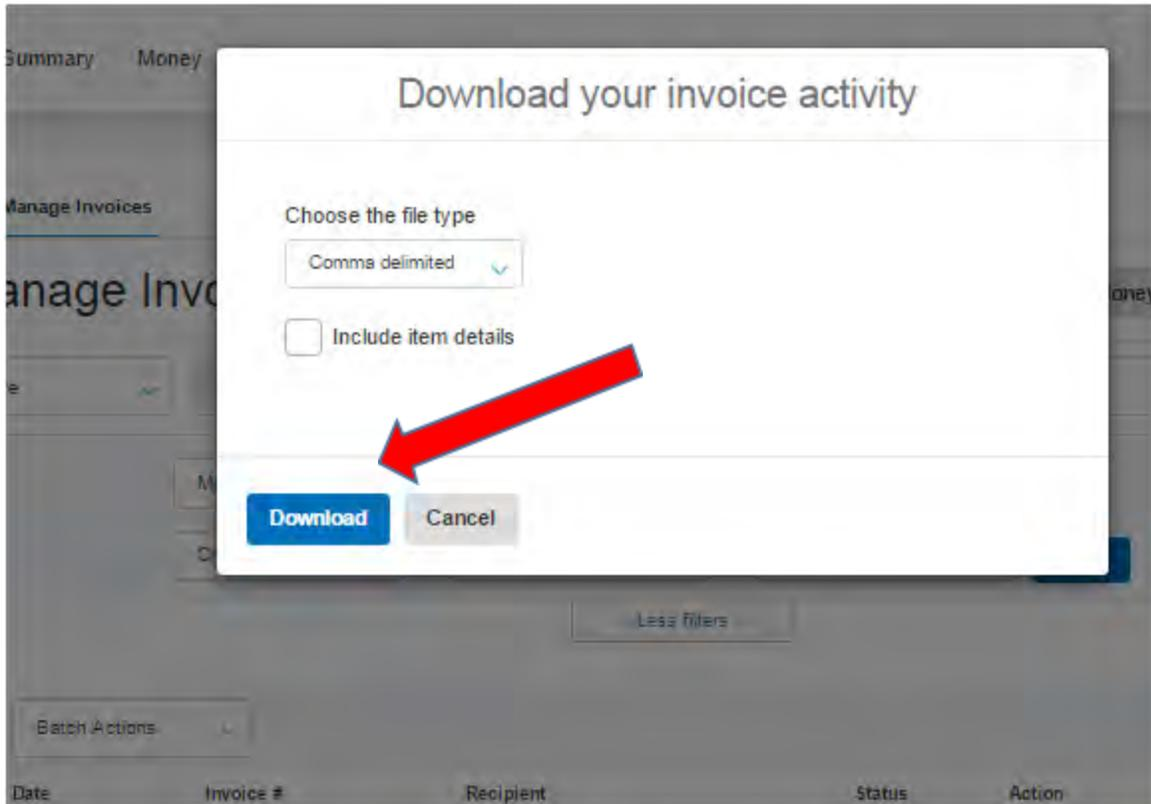 Summary Money
Download your invoice activity
Manage Invoices
Choose the file type
Comma delimited
anage Invo
oney
Include item details
e
M
Download Cancel
Less filters
Batch Actions
Date Invoice # Recipient Status Action